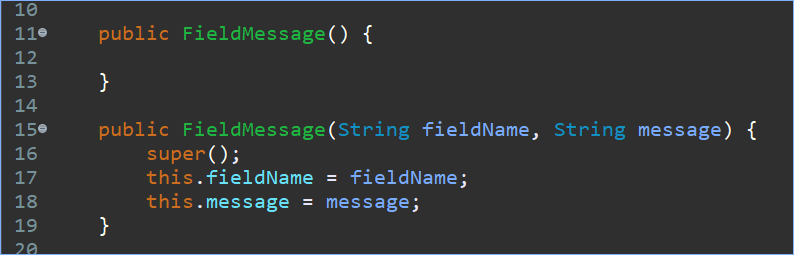 10
11 public FieldMessage() {
12
13 }
14
15 public FieldMessage(String fieldName, String message) {
16 super();
17 this.fieldName = fieldName;
18 this.message = message;
19 }
20